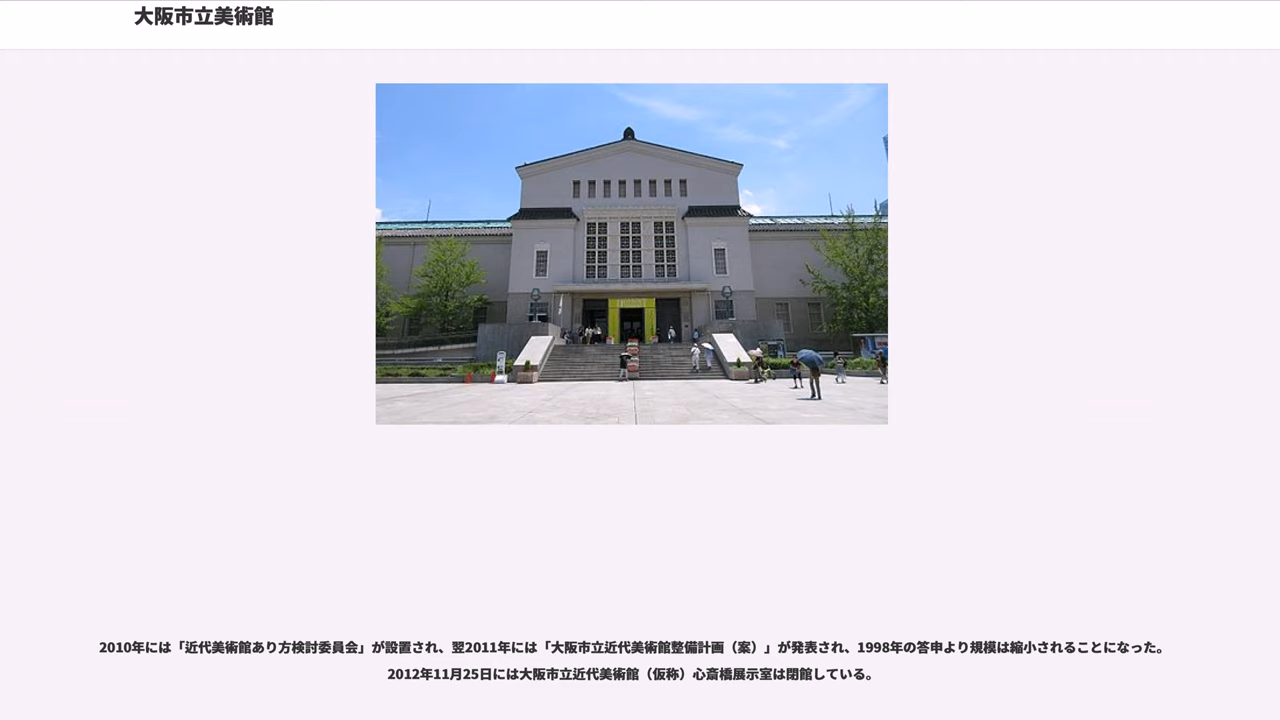 大阪市立美術館
2010年には「近代美術館あり方検討委員会」が設置され、翌2011年には「大阪市立近代美術館整備計画（案）」が発表され、1998年の答申より規模は縮小されることになった。
2012年11月25日には大阪市立近代美術館（仮称）心斎橋展示室は閉館している。